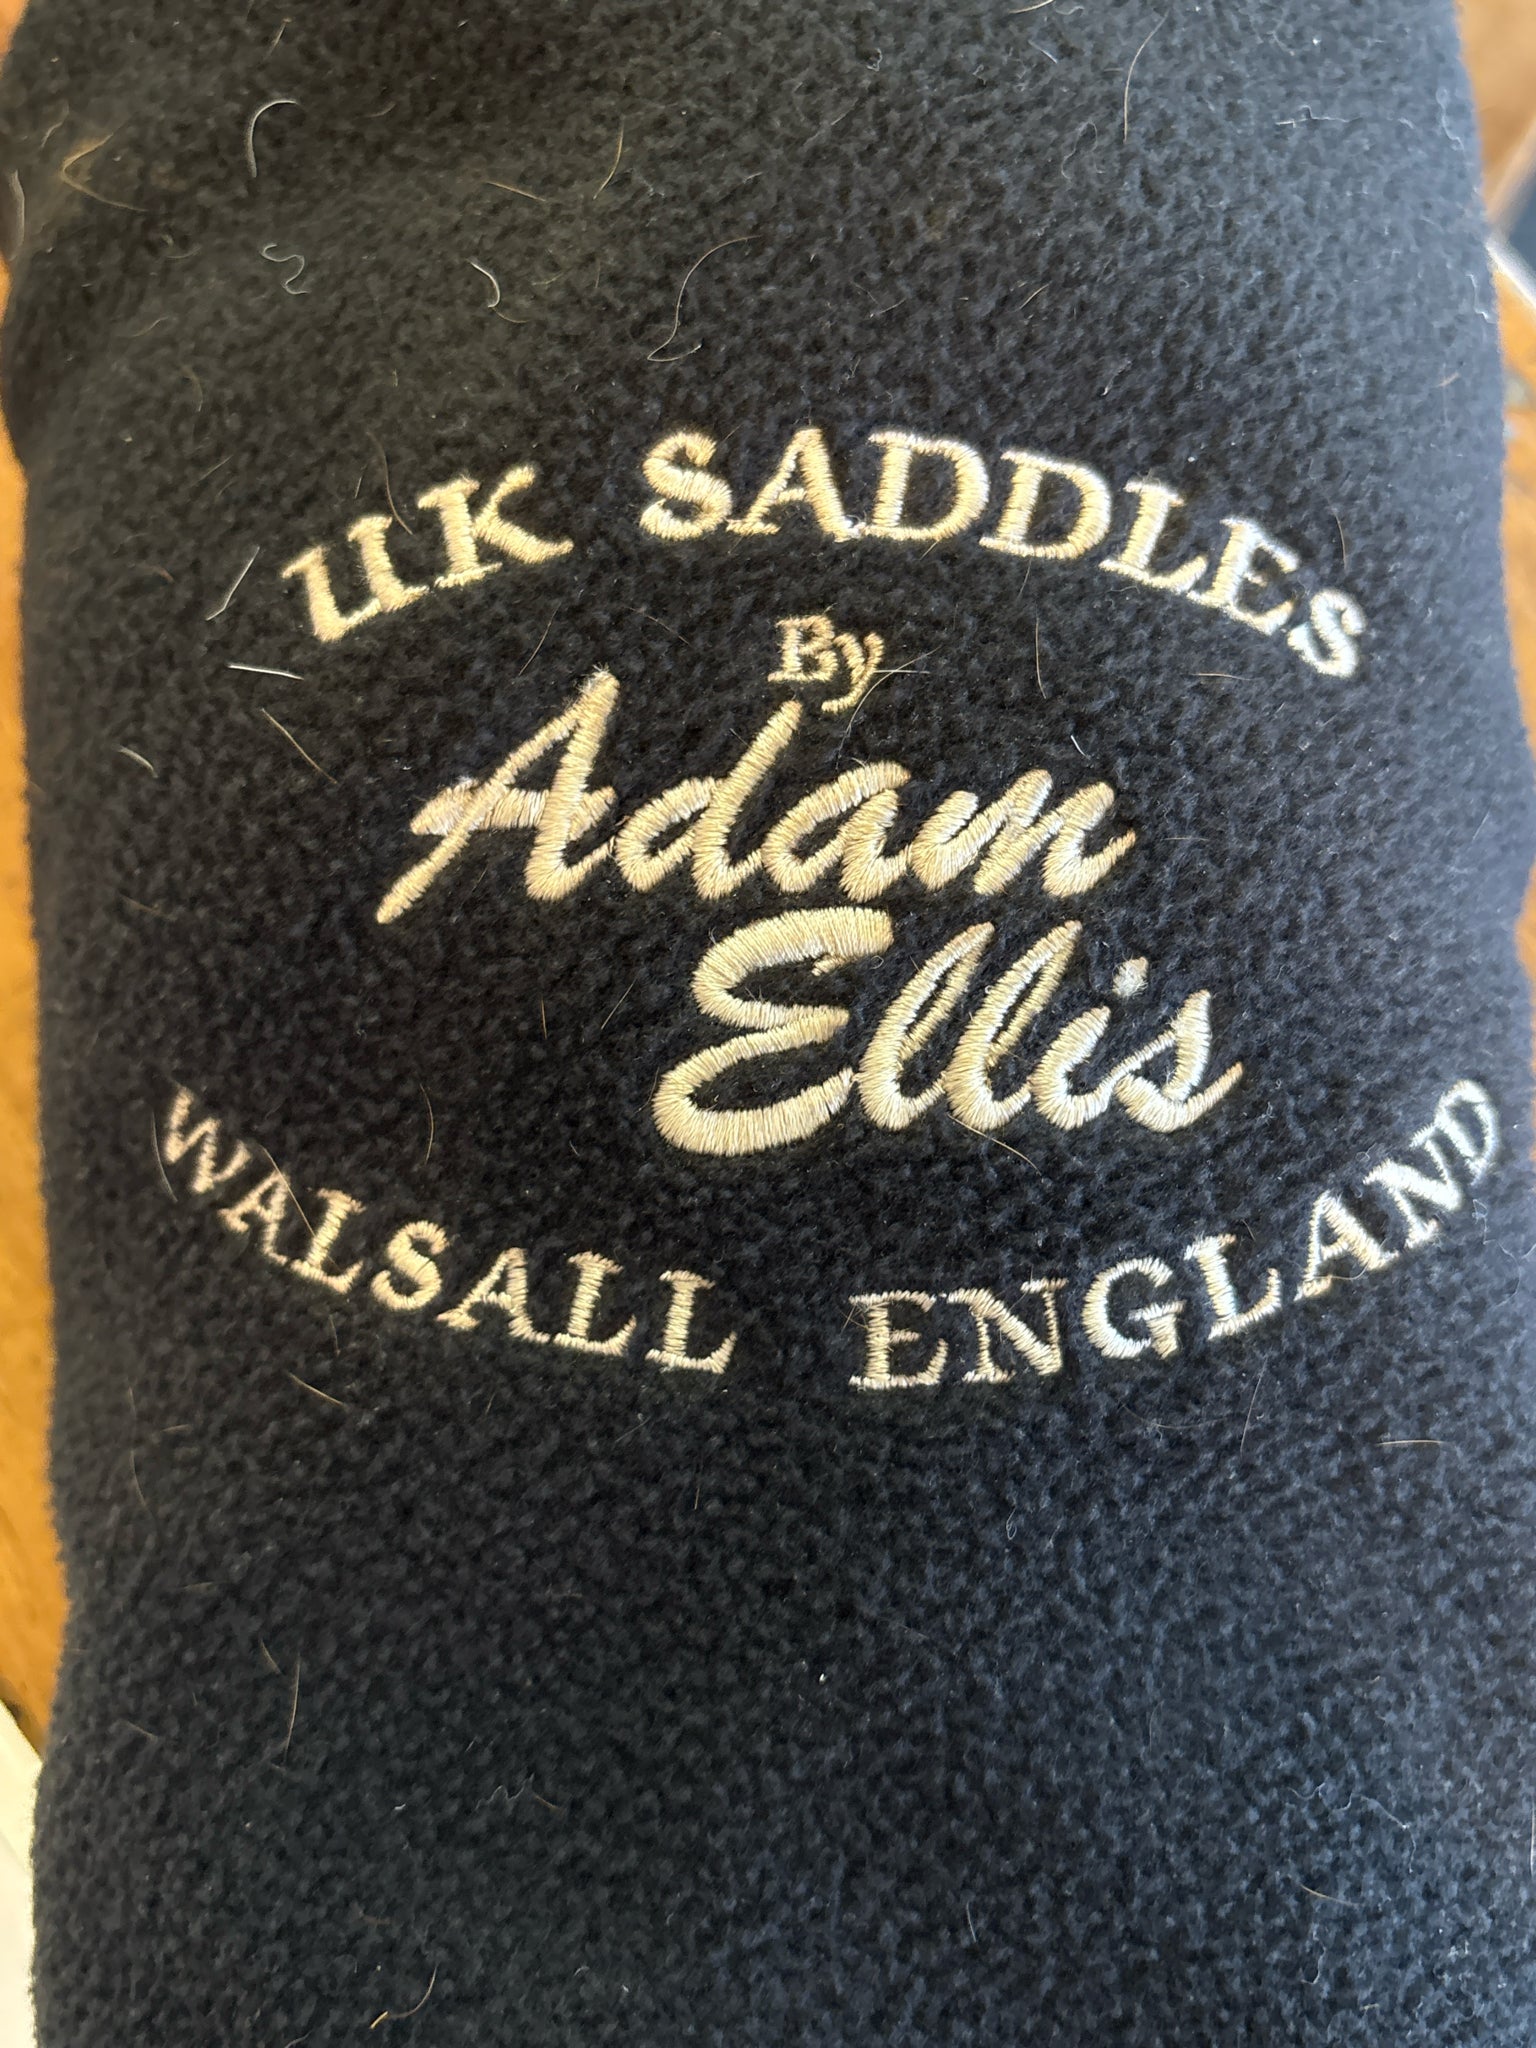 UK SADDLES
By
Adam
Ellis
WALSALL ENGLAND